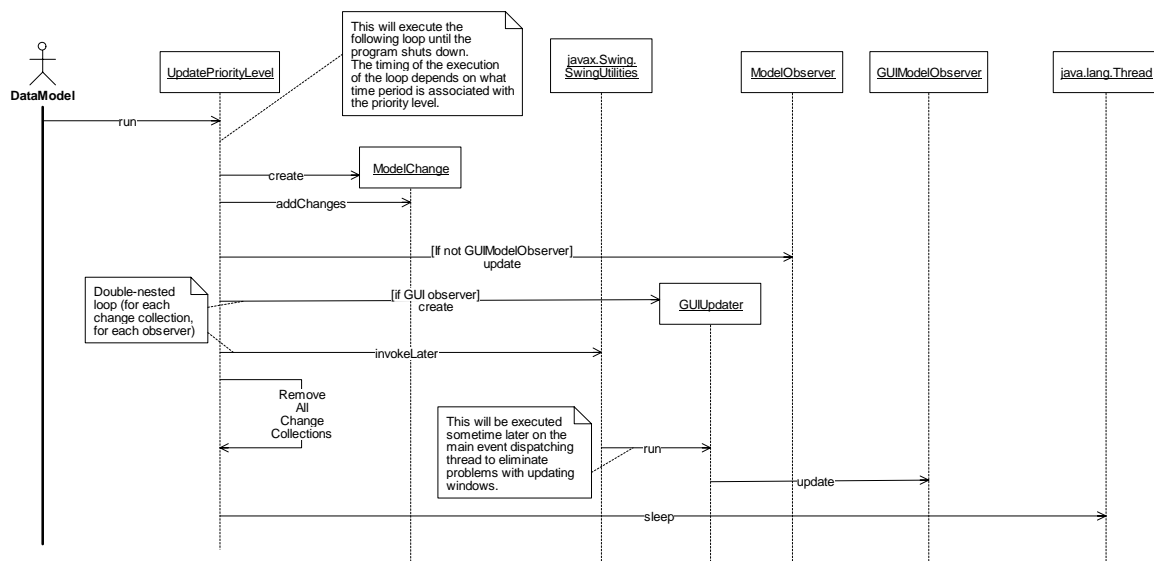 This will execute the
following loop until the
program shuts down.
The timing of the execution
of the loop depends on what
time period is associated with
the priority level.
DataModel
UpdatePriorityLevel
javax.Swing.
SwingUtilities
ModelObserver
GUIModelObserver
java.lang.Thread
run
create
ModelChange
addChanges
[If not GUIModelObserver]
update
Double-nested
loop (for each
change collection,
for each observer)
[if GUI observer]
create
GUIUpdater
invokeLater
Remove
All
Change
Collections
This will be executed
sometime later on the
main event dispatching
thread to eliminate
problems with updating
windows.
run
update
sleep